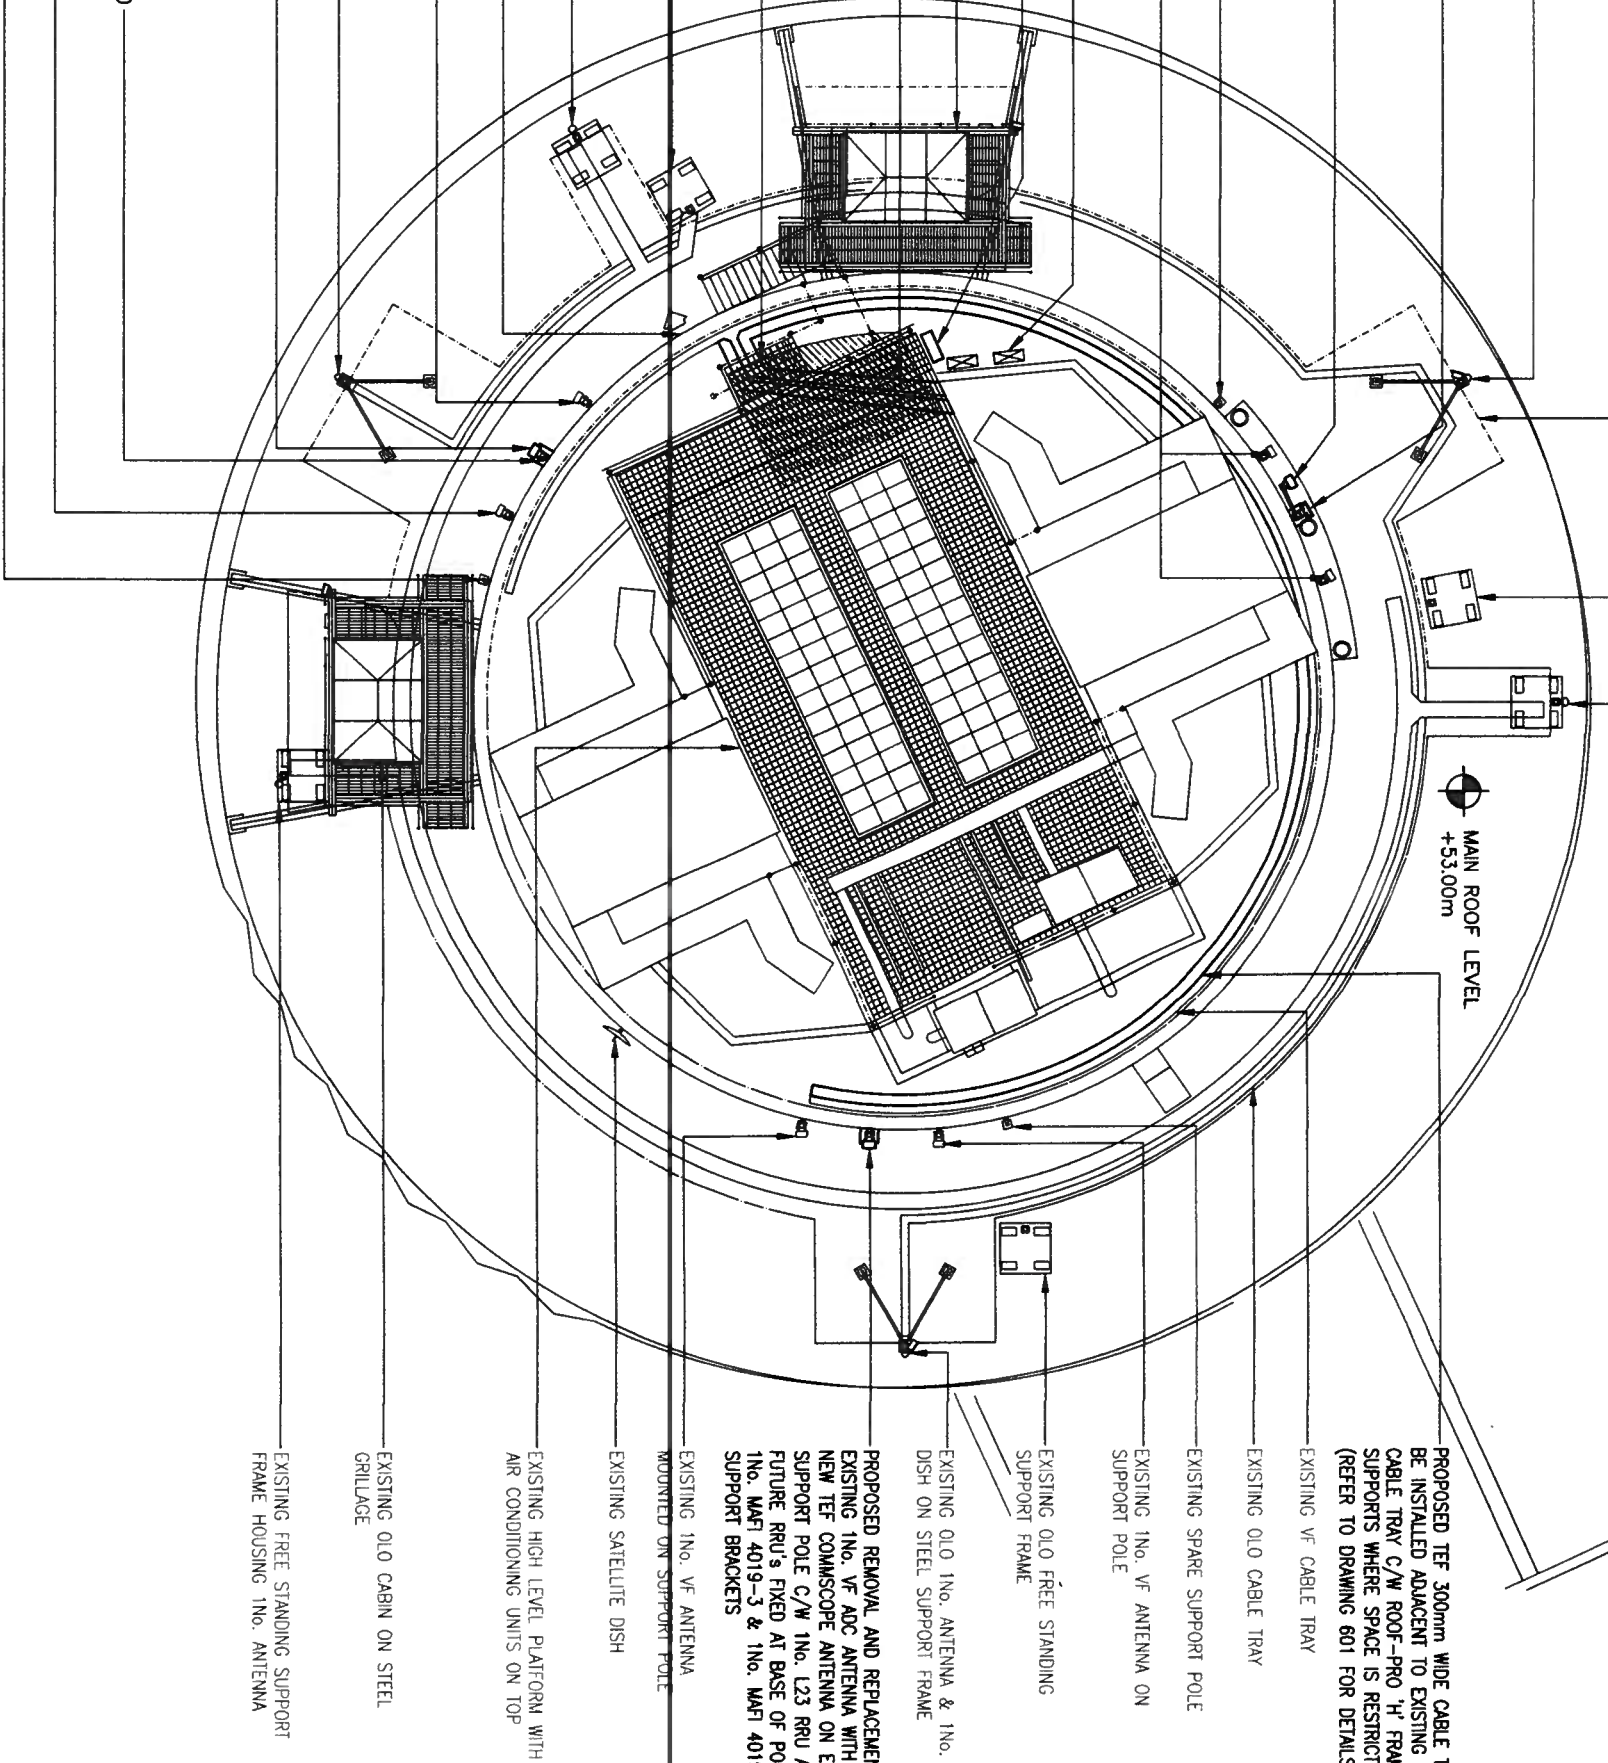 MAIN ROOF LEVEL
+53.00m
PROPOSED TEF 300mm WIDE CABLE
BE INSTALLED ADJACENT TO EXISTING
CABLE TRAY C/W ROOF-PRO 'H'
SUPPORTS WHERE SPACE IS
(REFER TO DRAWING 601 FOR DETAILS
EXISTING VF CABLE TRAY
EXISTING OLO CABLE TRAY
EXISTING SPARE SUPPORT POLE
EXISTING 1No. VF ANTENNA ON
SUPPORT POLE
EXISTING OLO FREE STANDING
SUPPORT FRAME
EXISTING OLO 1No. ANTENNA & 1No.
DISH ON STEEL SUPPORT FRAME
PROPOSED REMOVAL AND
EXISTING 1No. VF ADC ANTENNA WITH
NEW TEF COMMSCOPE ANTENNA ON
SUPPORT POLE C/W 1No. L23 RRU
FUTURE RRU's FIXED AT BASE OF
1No. MAFI 4019-3 & 1No. MAFI
SUPPORT BRACKETS
EXISTING 1No. VF ANTENNA
MOUNTED ON SUPPORT POLE
EXISTING SATELLITE DISH
EXISTING HIGH LEVEL PLATFORM WITH
AIR CONDITIONING UNITS ON TOP
EXISTING OLO CABIN ON STEEL
GRILLAGE
EXISTING FREE STANDING SUPPORT
FRAME HOUSING 1No. ANTENNA